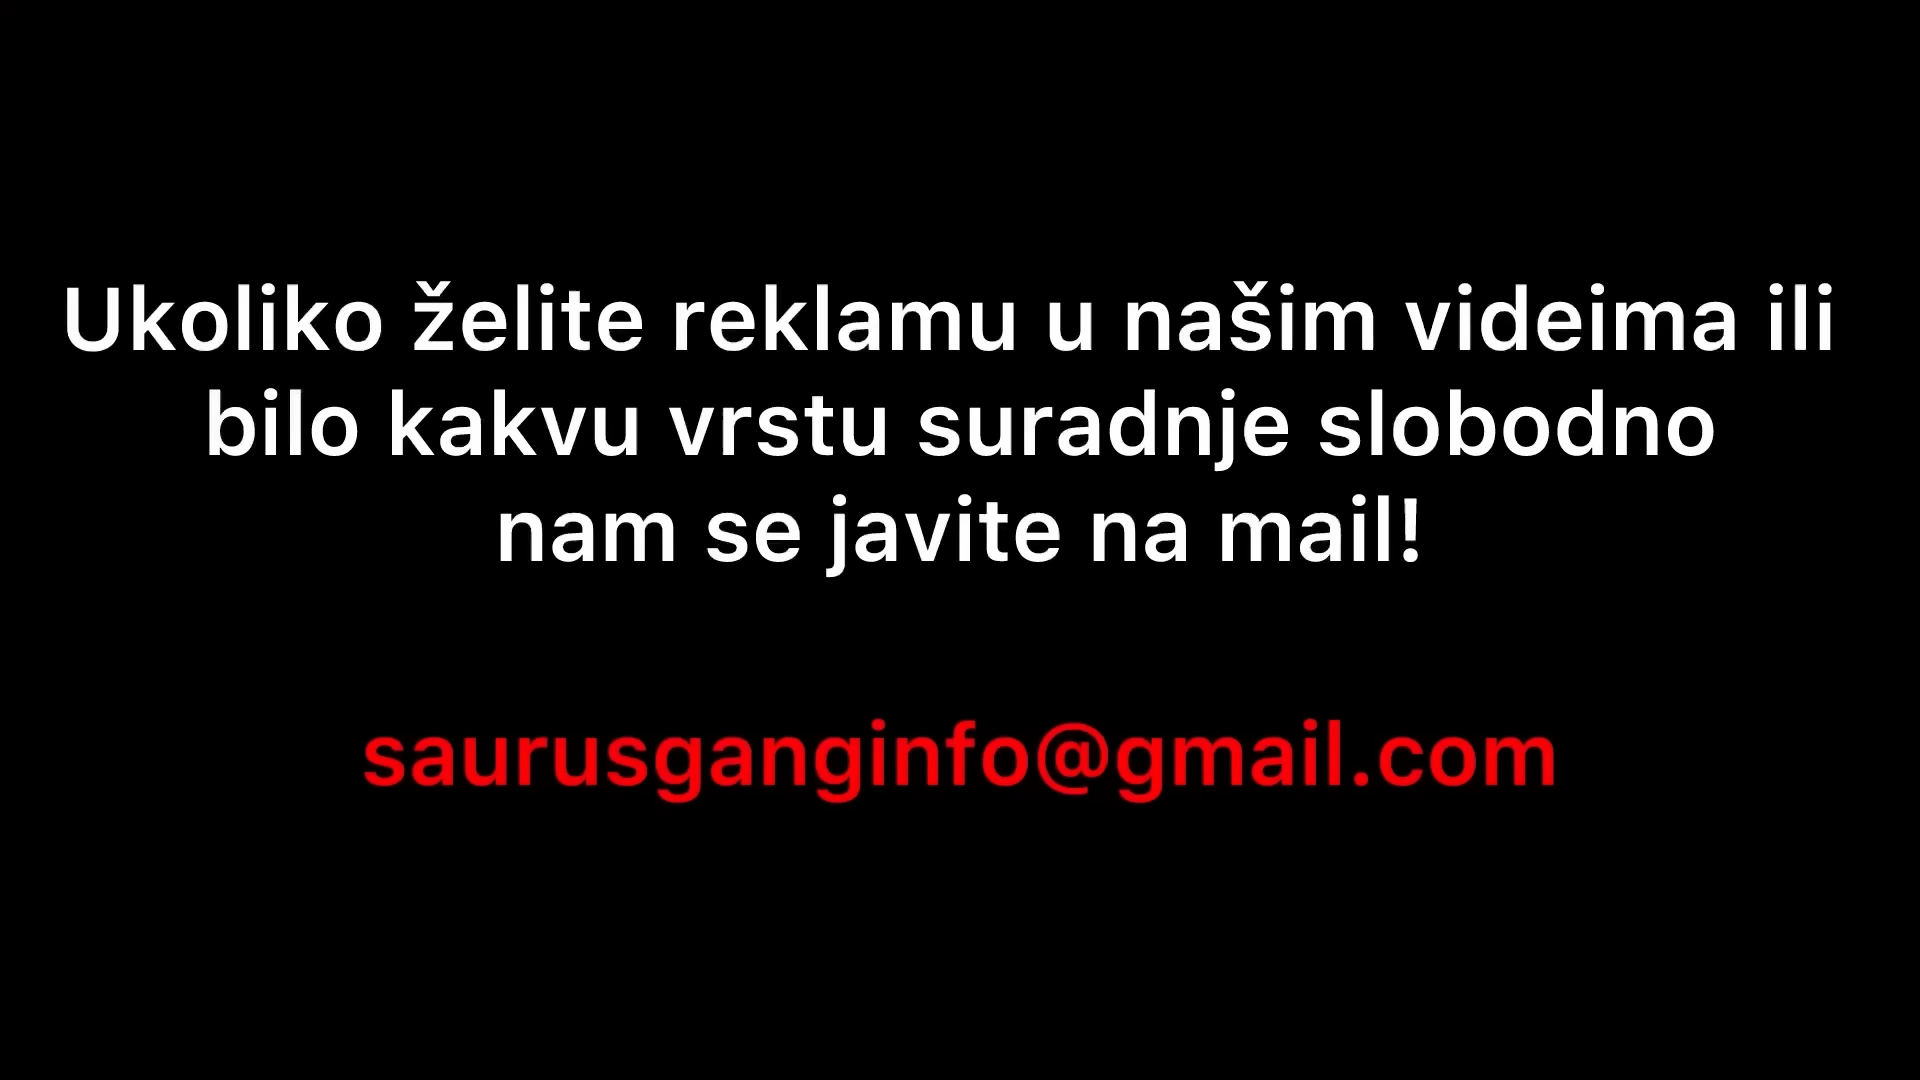 Ukoliko želite reklamu u našim videima ili
bilo kakvu vrstu suradnje slobodno
nam se javite na mail!
saurusganginfo@gmail.com